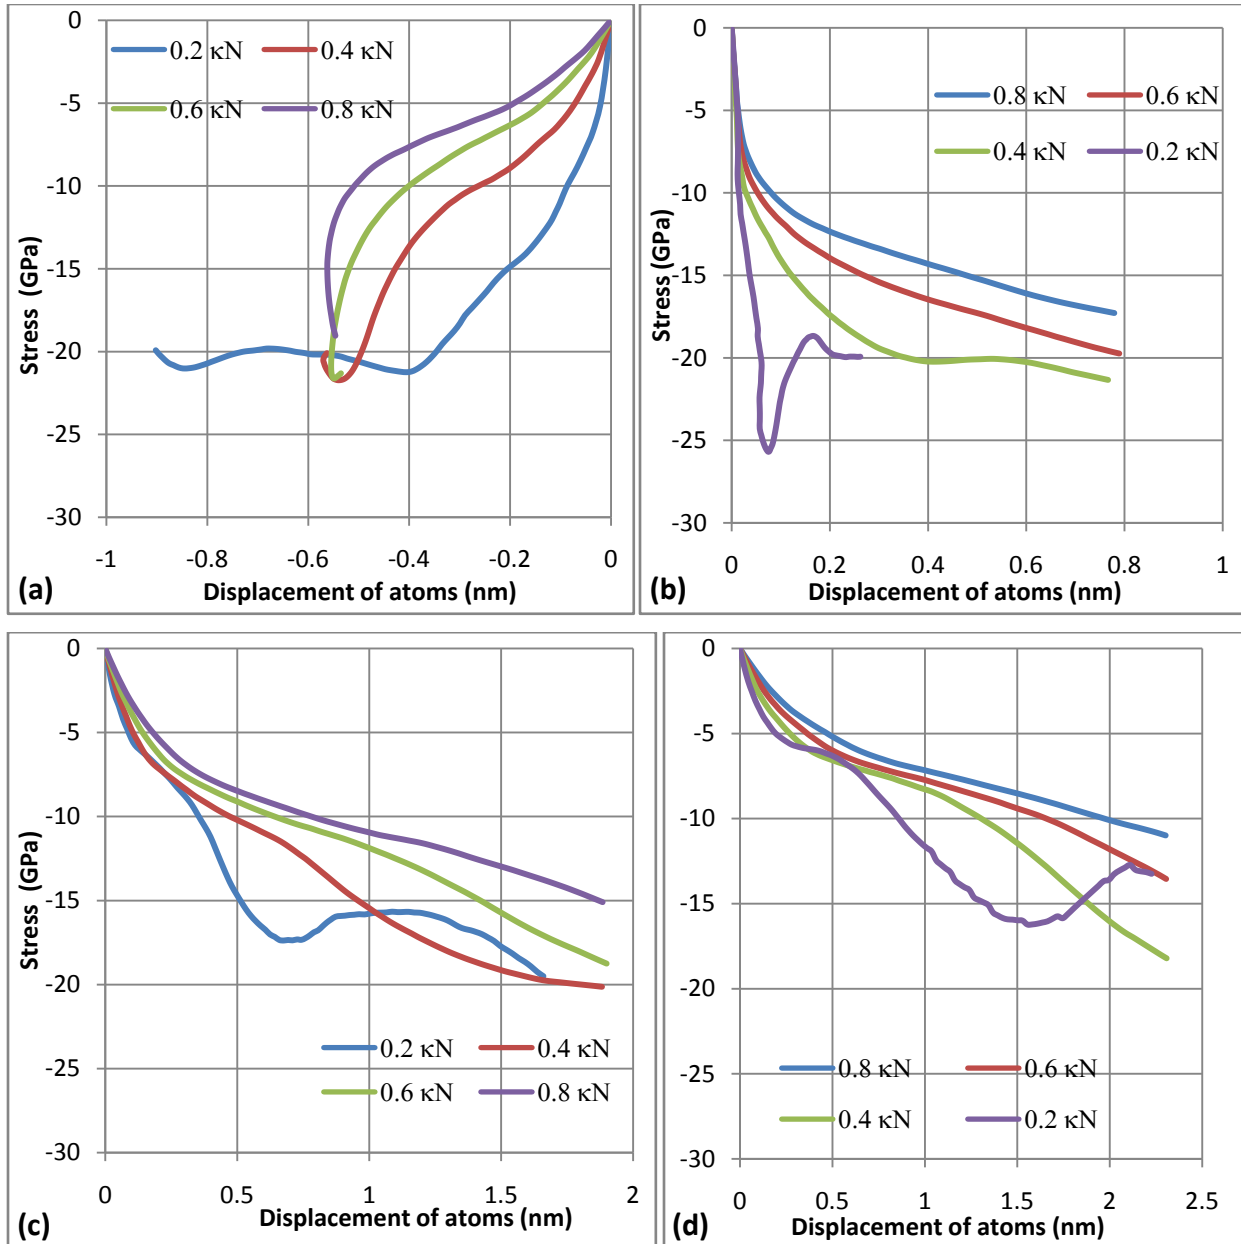 0
-5
-10
-15
-20
-25
-30
Stress (GPa)
0.2 κN 0.4 κN
0.6 κN 0.8 κN
-1 -0.8 -0.6 -0.4 -0.2 0
Displacement of atoms (nm)
(a)
0
-5
-10
-15
-20
-25
-30
Stress (GPa)
0.8 κN 0.6 κN
0.4 κN 0.2 κN
0 0.2 0.4 0.6 0.8 1
Displacement of atoms (nm)
(b)
0
-5
-10
-15
-20
-25
-30
Stress (GPa)
0.2 κN 0.4 κN
0.6 κN 0.8 κN
0 0.5 1 1.5 2
Displacement of atoms (nm)
(c)
0
-5
-10
-15
-20
-25
-30
0.8 κN 0.6 κN
0.4 κN 0.2 κN
0 0.5 1 1.5 2 2.5
Displacement of atoms (nm)
(d)